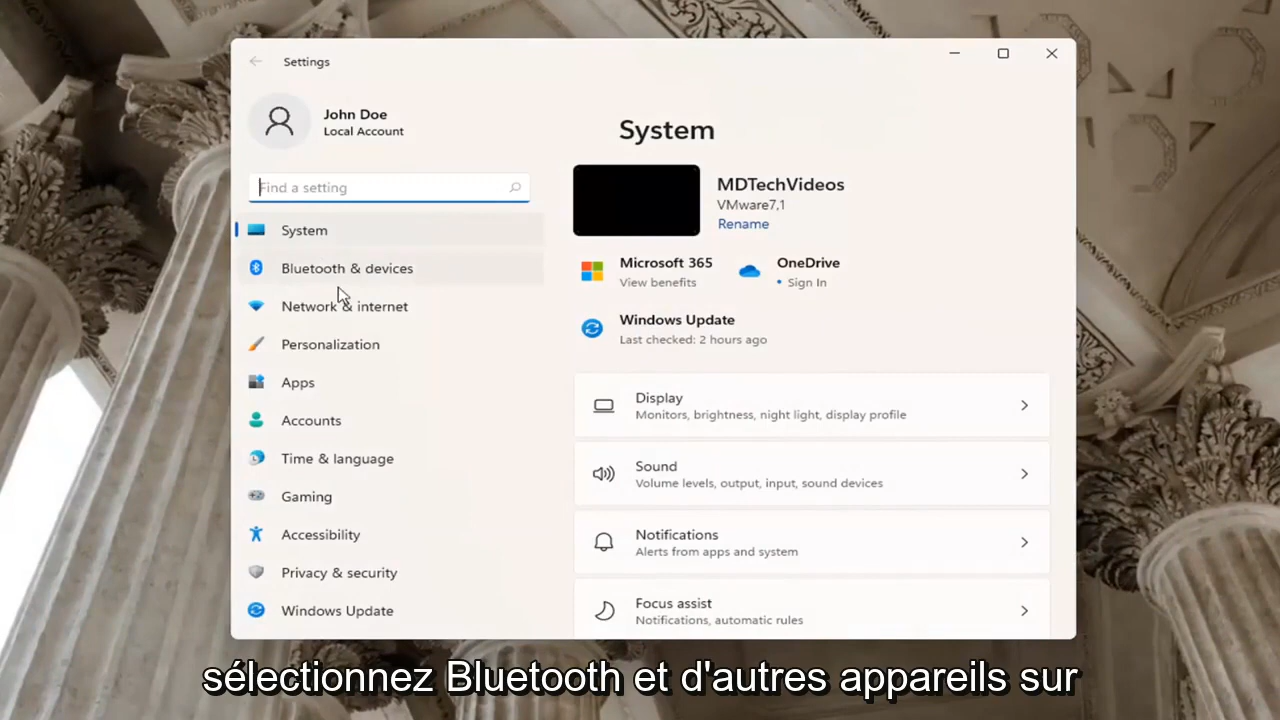 Settings
John Doe
Local Account
Find a setting
System
Bluetooth & devices
Network & internet
Personalization
Apps
Accounts
Time & language
Gaming
Accessibility
Privacy & security
Windows Update
System
MDTechVideos
VMware7,1
Rename
Microsoft 365
View benefits
OneDrive
• Sign In
Windows Update
Last checked: 2 hours ago
Display
Monitors, brightness, night light, display profile
Sound
Volume levels, output, input, sound devices
Notifications
Alerts from apps and system
Focus assist
Notifications, automatic rules
sélectionnez Bluetooth et d'autres appareils sur